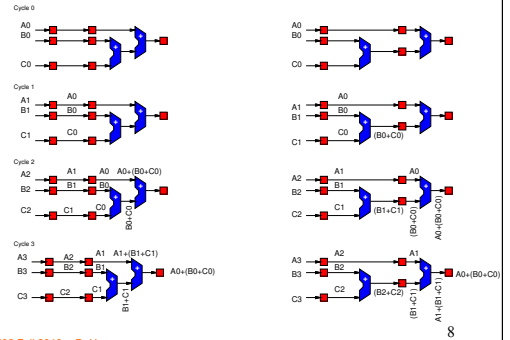 Cycle 0
A0
B0
C0
A0
B0
C0
Cycle 1
A1 A0
B1 B0
C1 C0
A1 A0
B1 B0
C1 C0 (B0+C0)
Cycle 2
A2 A1 A0 A0+(B0+C0)
B2 B1 B0
C2 C1 C0 B0+C0
A2 A1 A0
B2 B1
C2 C1 (B1+C1) (B0+C0) A0+(B0+C0)
Cycle 3
A3 A2 A1 A1+(B1+C1)
B3 B2 B1 A0+(B0+C0)
C3 C2 C1 B1+C1
A3 A2 A1
B3 B2 A0+(B0+C0)
C3 C2 (B2+C2) (B1+C1) A1+(B1+C1)
8